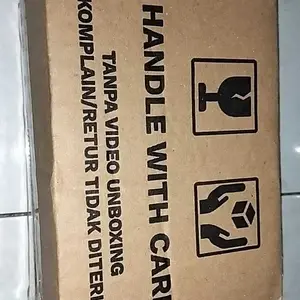 HANDLE WITH CAR
TANPA VIDEO UNBOXING
KOMPLAIN/RETUR TIDAK DITERI